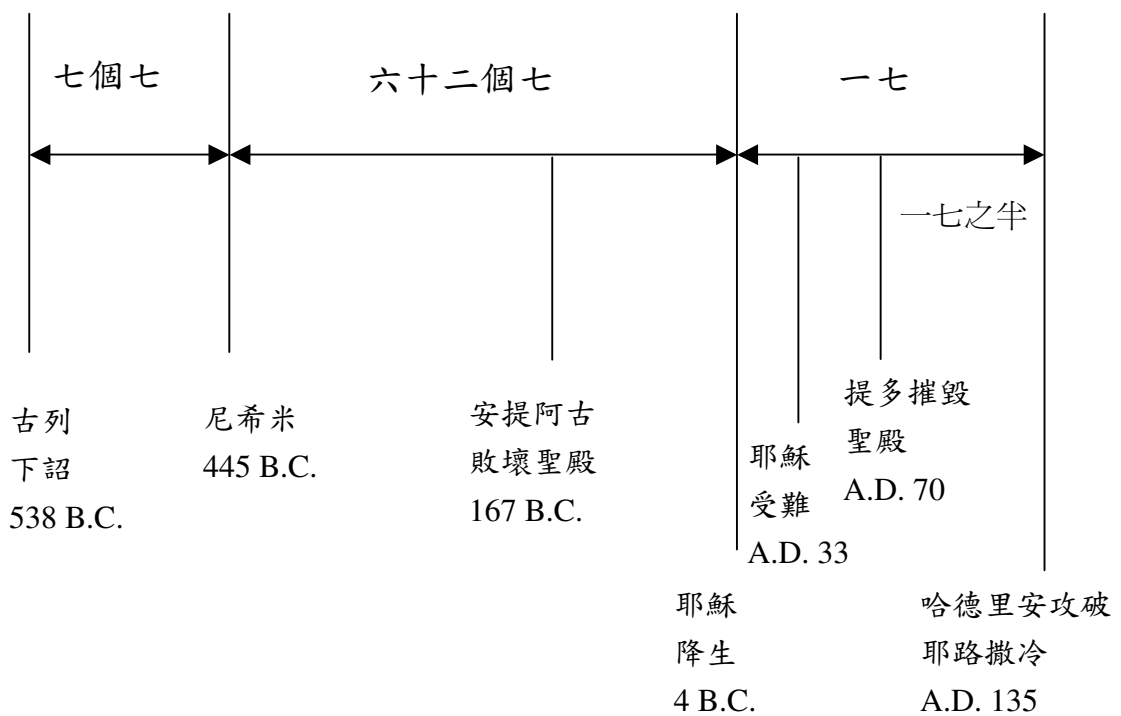 七個七
六十二個七
一七
一七之半
古列
下詔
538 B.C.
尼希米
445 B.C.
安提阿古
敗壞聖殿
167 B.C.
耶穌
降生
4 B.C.
耶穌
受難
A.D. 33
提多摧毀
聖殿
A.D. 70
哈德里安攻破
耶路撒冷
A.D. 135